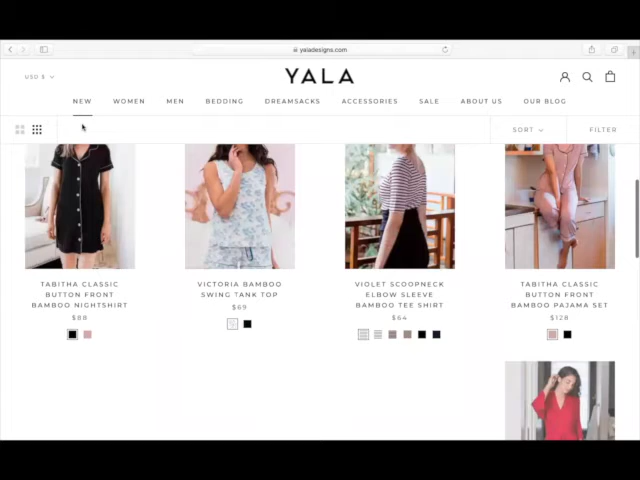 yaladesigns.com
USD $
YALA
NEW WOMEN MEN BEDDING DREAMSACKS ACCESSORIES SALE ABOUT US OUR BLOG
SORT FILTER
TABITHA CLASSIC
BUTTON FRONT
BAMBOO NIGHTSHIRT
$88
VICTORIA BAMBOO
SWING TANK TOP
$69
VIOLET SCOOPNECK
ELBOW SLEEVE
BAMBOO TEE SHIRT
$64
TABITHA CLASSIC
BUTTON FRONT
BAMBOO PAJAMA SET
$128